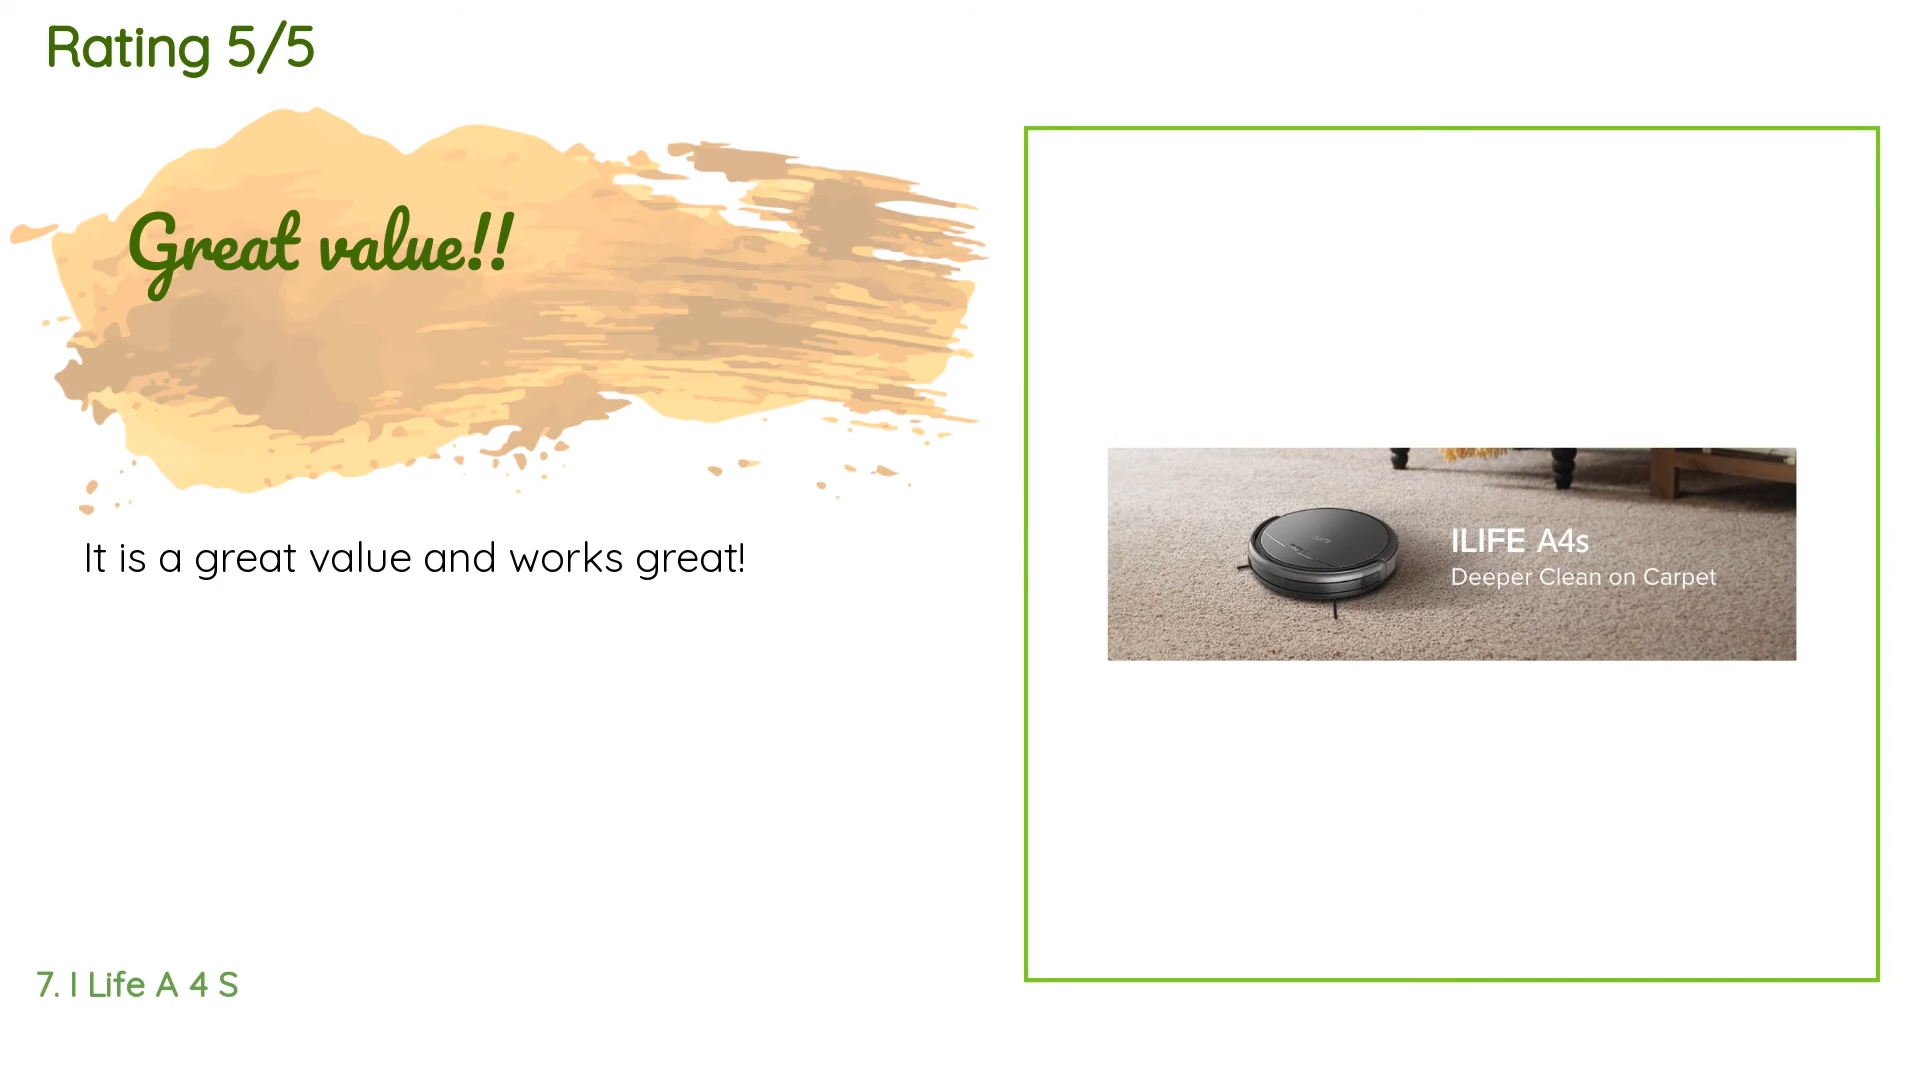 Rating 5/5
Great value!!
It is a great value and works great!
ILIFE A4s
Deeper Clean on Carpet
7. I Life A 4 S